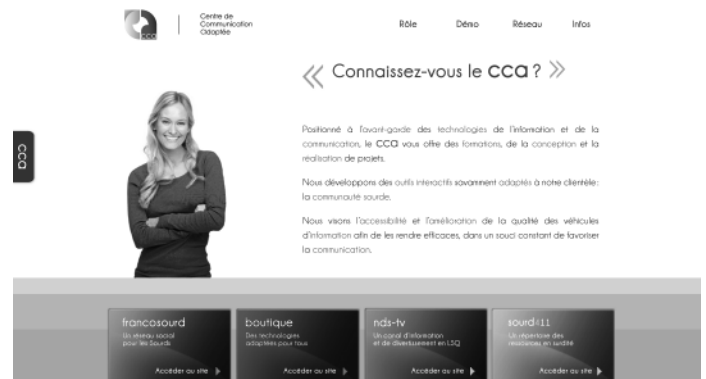 Centre de
Communication
Adaptée
cca
Rôle Démo Réseau Infos
« Connaissez-vous le cca ? »
cca
Positionné à l'avant-garde des technologies de l'information et de la
communication, le cca vous offre des formations, de la conception et la
réalisation de projets.
Nous développons des outils interactifs savamment adaptés à notre clientèle:
la communauté sourde.
Nous visons l'accessibilité et l'amélioration de la qualité des véhicules
d'information afin de les rendre efficaces, dans un souci constant de favoriser
la communication.
francosourd
Un réseau social
pour les Sourds
Accéder au site
boutique
Des technologies
adaptées pour tous
Accéder au site
nds-tv
Un canal d'information
et de divertissement en LSQ
Accéder au site
sourd411
Un répertoire des
ressources en surdité
Accéder au site